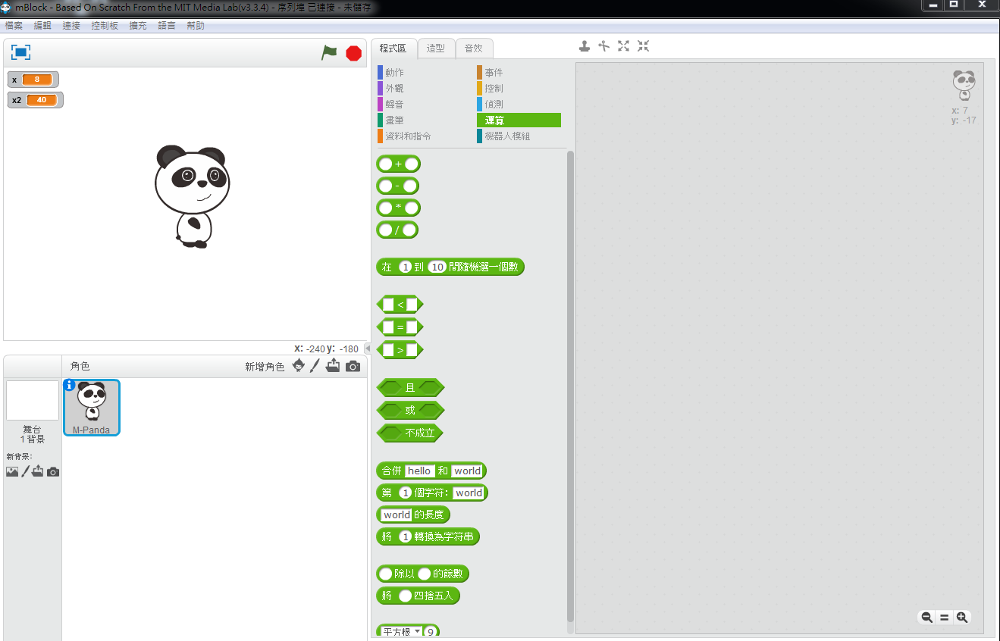 mBlock - Based On Scratch From the MIT Media Lab(v3.3.4) - 序列埠 已連接 - 未儲存
檔案 編輯 連接 控制板 擴充 語言 幫助
x 8
x2 40
x: -240 y: -180
角色
新增角色
M-Panda
舞台
1 背景
新背景:
程式區 造型 音效
動作 事件
外觀 控制
聲音 偵測
畫筆 運算
資料和指令 機器人模組
+
-
*
/
在 1 到 10 間隨機選一個數
<
=
>
且
或
不成立
合併 hello 和 world
第 1 個字符: world
world 的長度
將 1 轉換為字符串
除以 的餘數
將 四捨五入
平方根 9
x: 7
y: -17